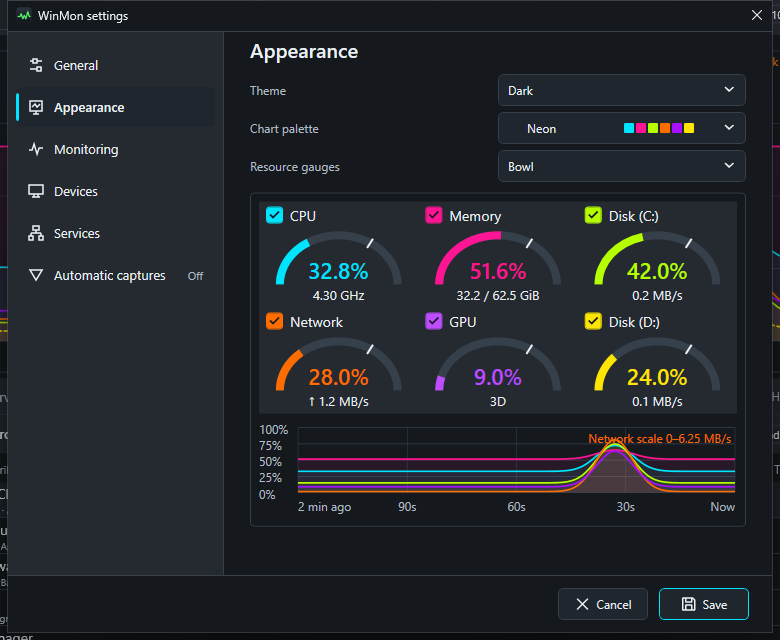 WinMon settings
General
Appearance
Monitoring
Devices
Services
Automatic captures Off
Appearance
Theme Dark
Chart palette Neon
Resource gauges Bowl
CPU Memory Disk (C:)
32.8% 51.6% 42.0%
4.30 GHz 32.2 / 62.5 GiB 0.2 MB/s
Network GPU Disk (D:)
28.0% 9.0% 24.0%
↑ 1.2 MB/s 3D 0.1 MB/s
100%
Network scale 0–6.25 MB/s
75%
50%
25%
0%
2 min ago 90s 60s 30s Now
Cancel Save